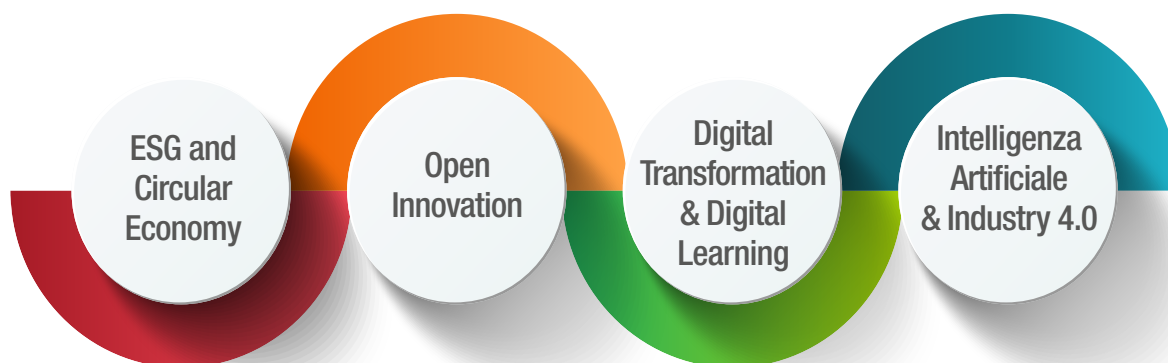 ESG and
Circular
Economy
Open
Innovation
Digital
Transformation
& Digital
Learning
Intelligenza
Artificiale
& Industry 4.0